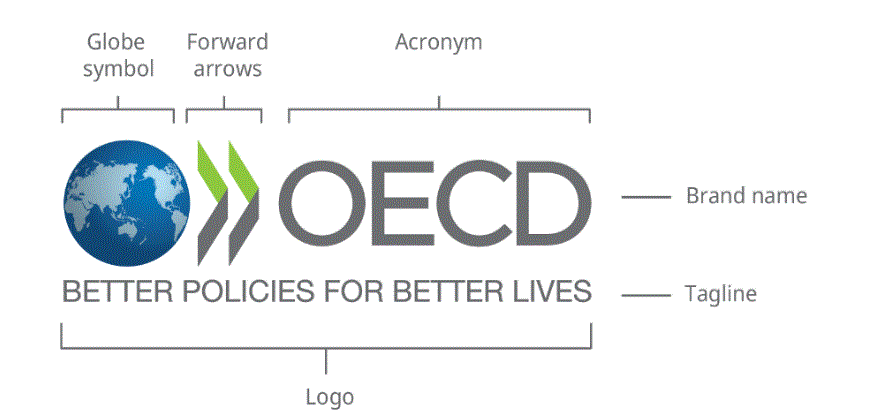 Globe
symbol
Forward
arrows
Acronym
OECD
Brand name
BETTER POLICIES FOR BETTER LIVES
Tagline
Logo